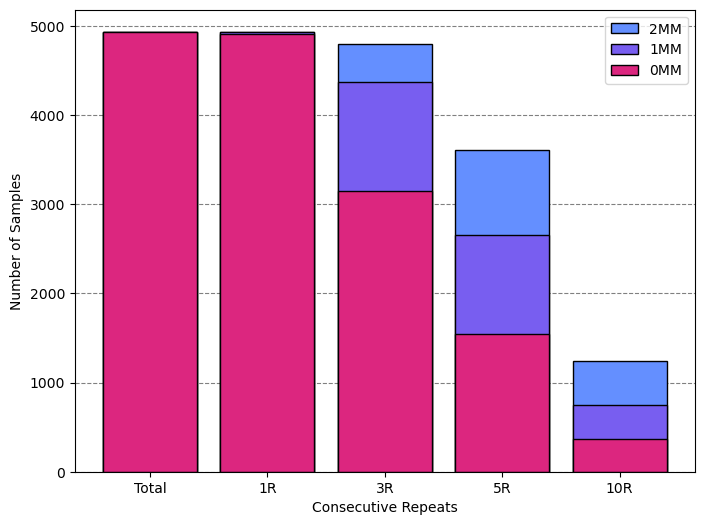 5000
4000
3000
2000
1000
0
Number of Samples
Total 1R 3R 5R 10R
Consecutive Repeats
2MM
1MM
0MM